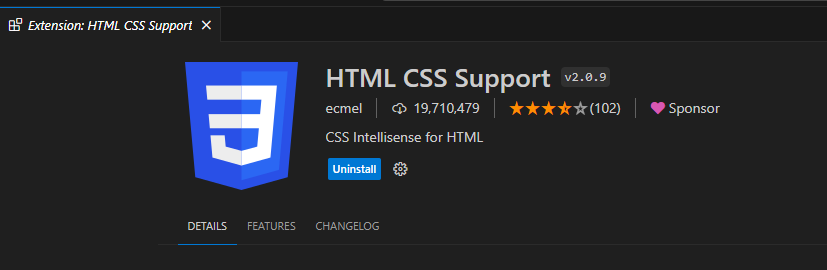 Extension: HTML CSS Support
HTML CSS Support v2.0.9
ecmel 19,710,479 (102) Sponsor
CSS Intellisense for HTML
Uninstall
DETAILS FEATURES CHANGELOG